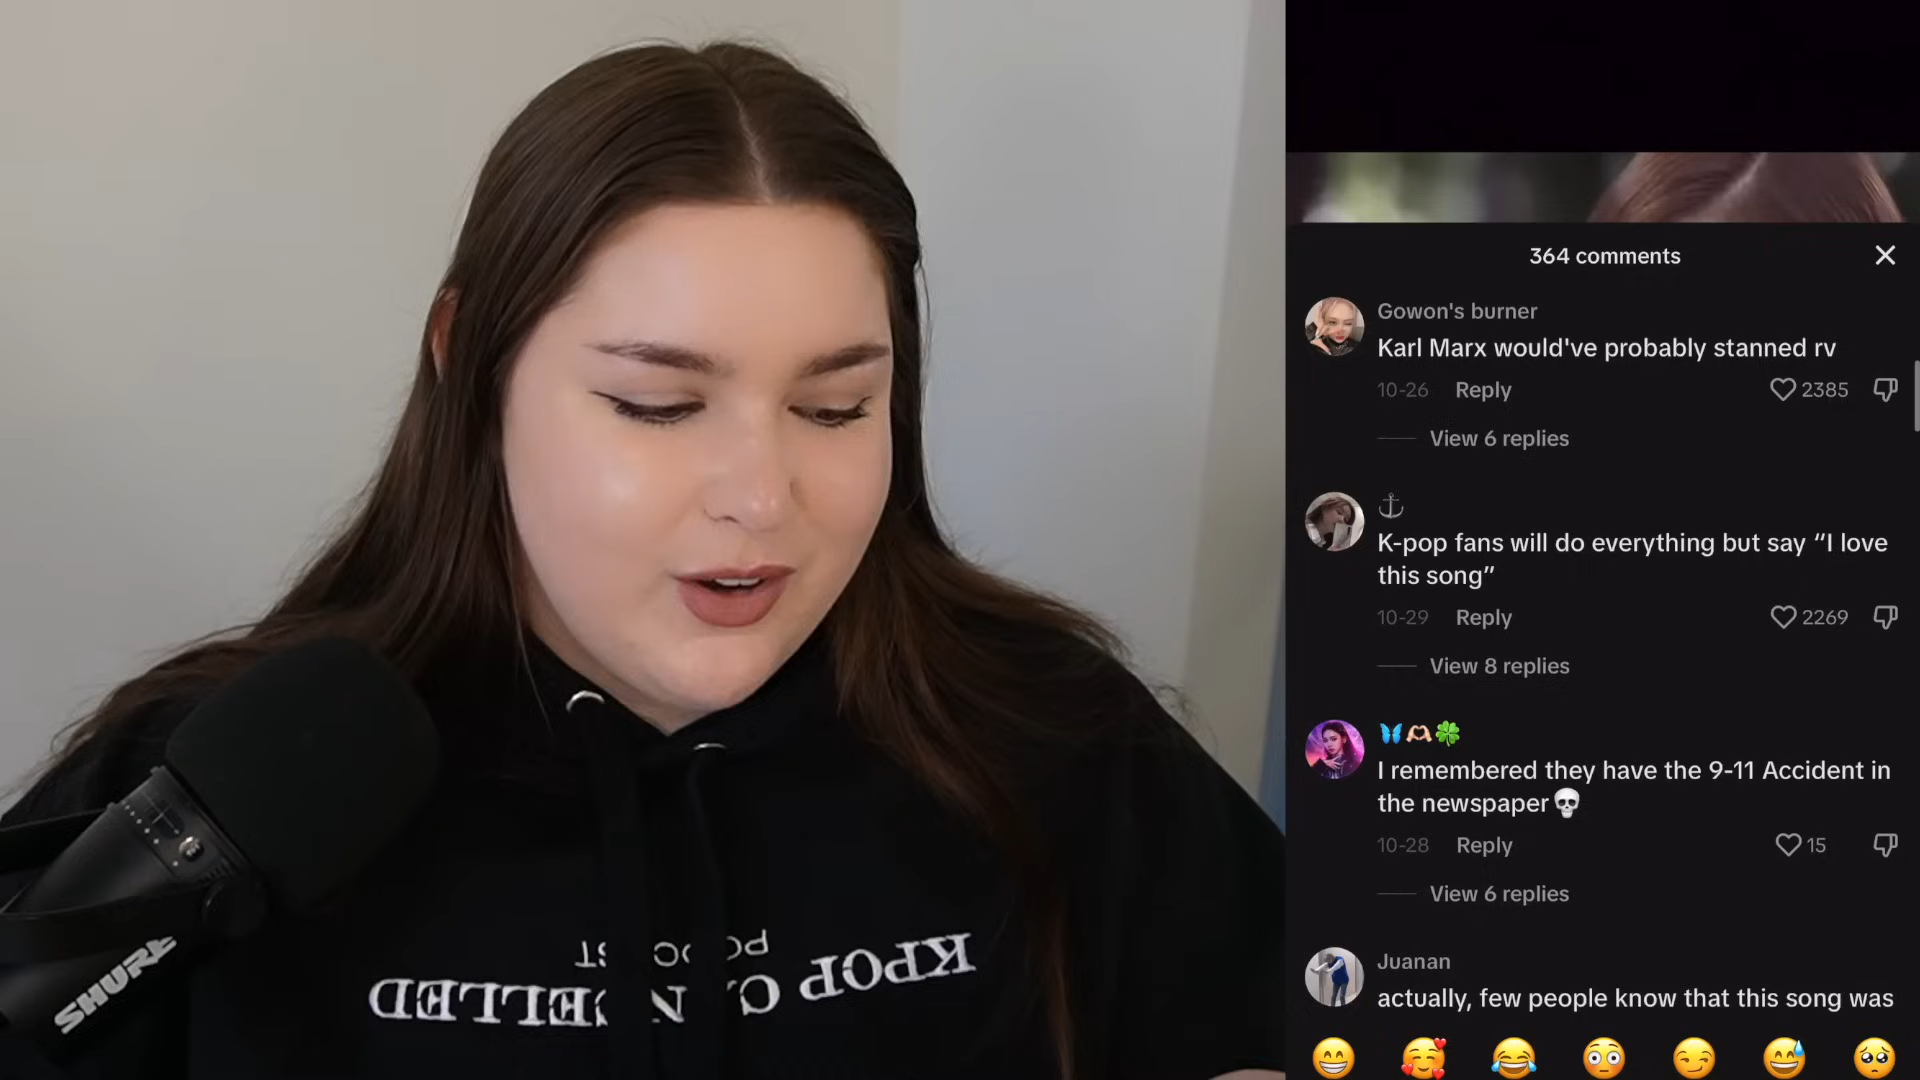 364 comments
Gowon's burner
Karl Marx would've probably stanned rv
10-26 Reply 2385
View 6 replies
K-pop fans will do everything but say “I love
this song”
10-29 Reply 2269
View 8 replies
I remembered they have the 9-11 Accident in
the newspaper💀
10-28 Reply 15
View 6 replies
Juanan
actually, few people know that this song was
SHURE
KPOP